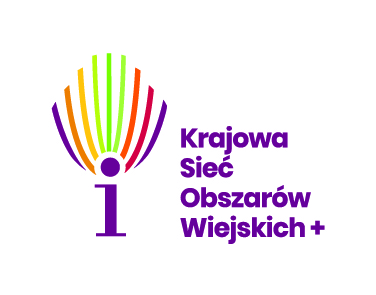 i
Krajowa
Sieć
Obszarów
Wiejskich +